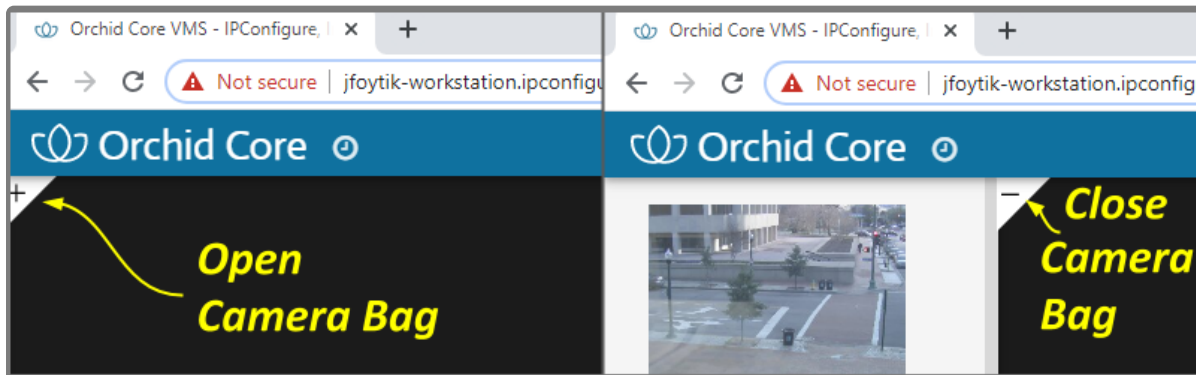 Orchid Core VMS - IPConfigure,
Not secure | jfoytik-workstation.ipconfigu
Orchid Core
+
Open
Camera Bag
Orchid Core VMS - IPConfigure,
Not secure | jfoytik-workstation.ipconfig
Orchid Core
−
Close
Camera
Bag